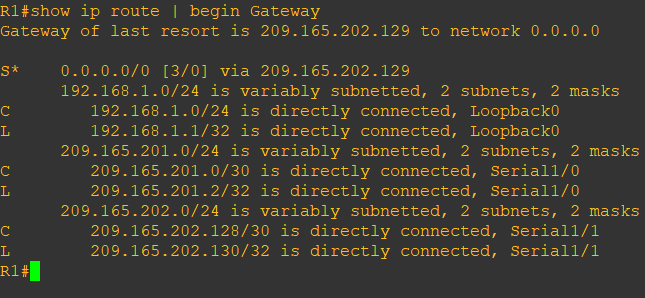 R1#show ip route | begin Gateway
Gateway of last resort is 209.165.202.129 to network 0.0.0.0
S*    0.0.0.0/0 [3/0] via 209.165.202.129
      192.168.1.0/24 is variably subnetted, 2 subnets, 2 masks
C        192.168.1.0/24 is directly connected, Loopback0
L        192.168.1.1/32 is directly connected, Loopback0
      209.165.201.0/24 is variably subnetted, 2 subnets, 2 masks
C        209.165.201.0/30 is directly connected, Serial1/0
L        209.165.201.2/32 is directly connected, Serial1/0
      209.165.202.0/24 is variably subnetted, 2 subnets, 2 masks
C        209.165.202.128/30 is directly connected, Serial1/1
L        209.165.202.130/32 is directly connected, Serial1/1
R1#